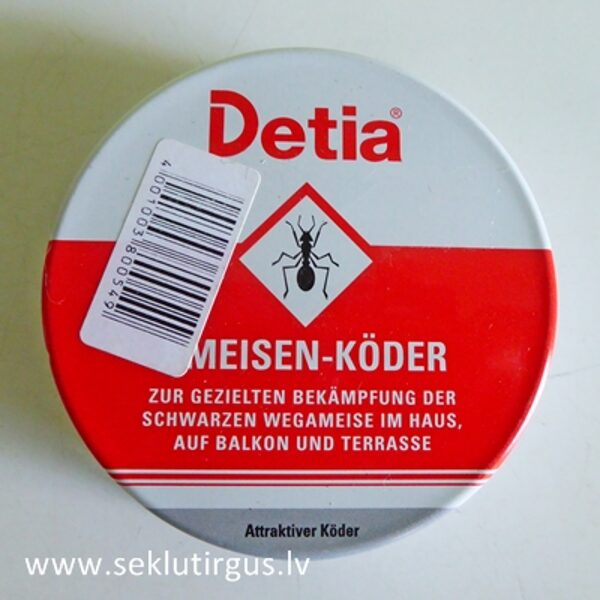 Detia®
4001003800549
MEISEN-KÖDER
ZUR GEZIELTEN BEKÄMPFUNG DER
SCHWARZEN WEGAMEISE IM HAUS,
AUF BALKON UND TERRASSE
Attraktiver Köder
www.seklutirgus.lv